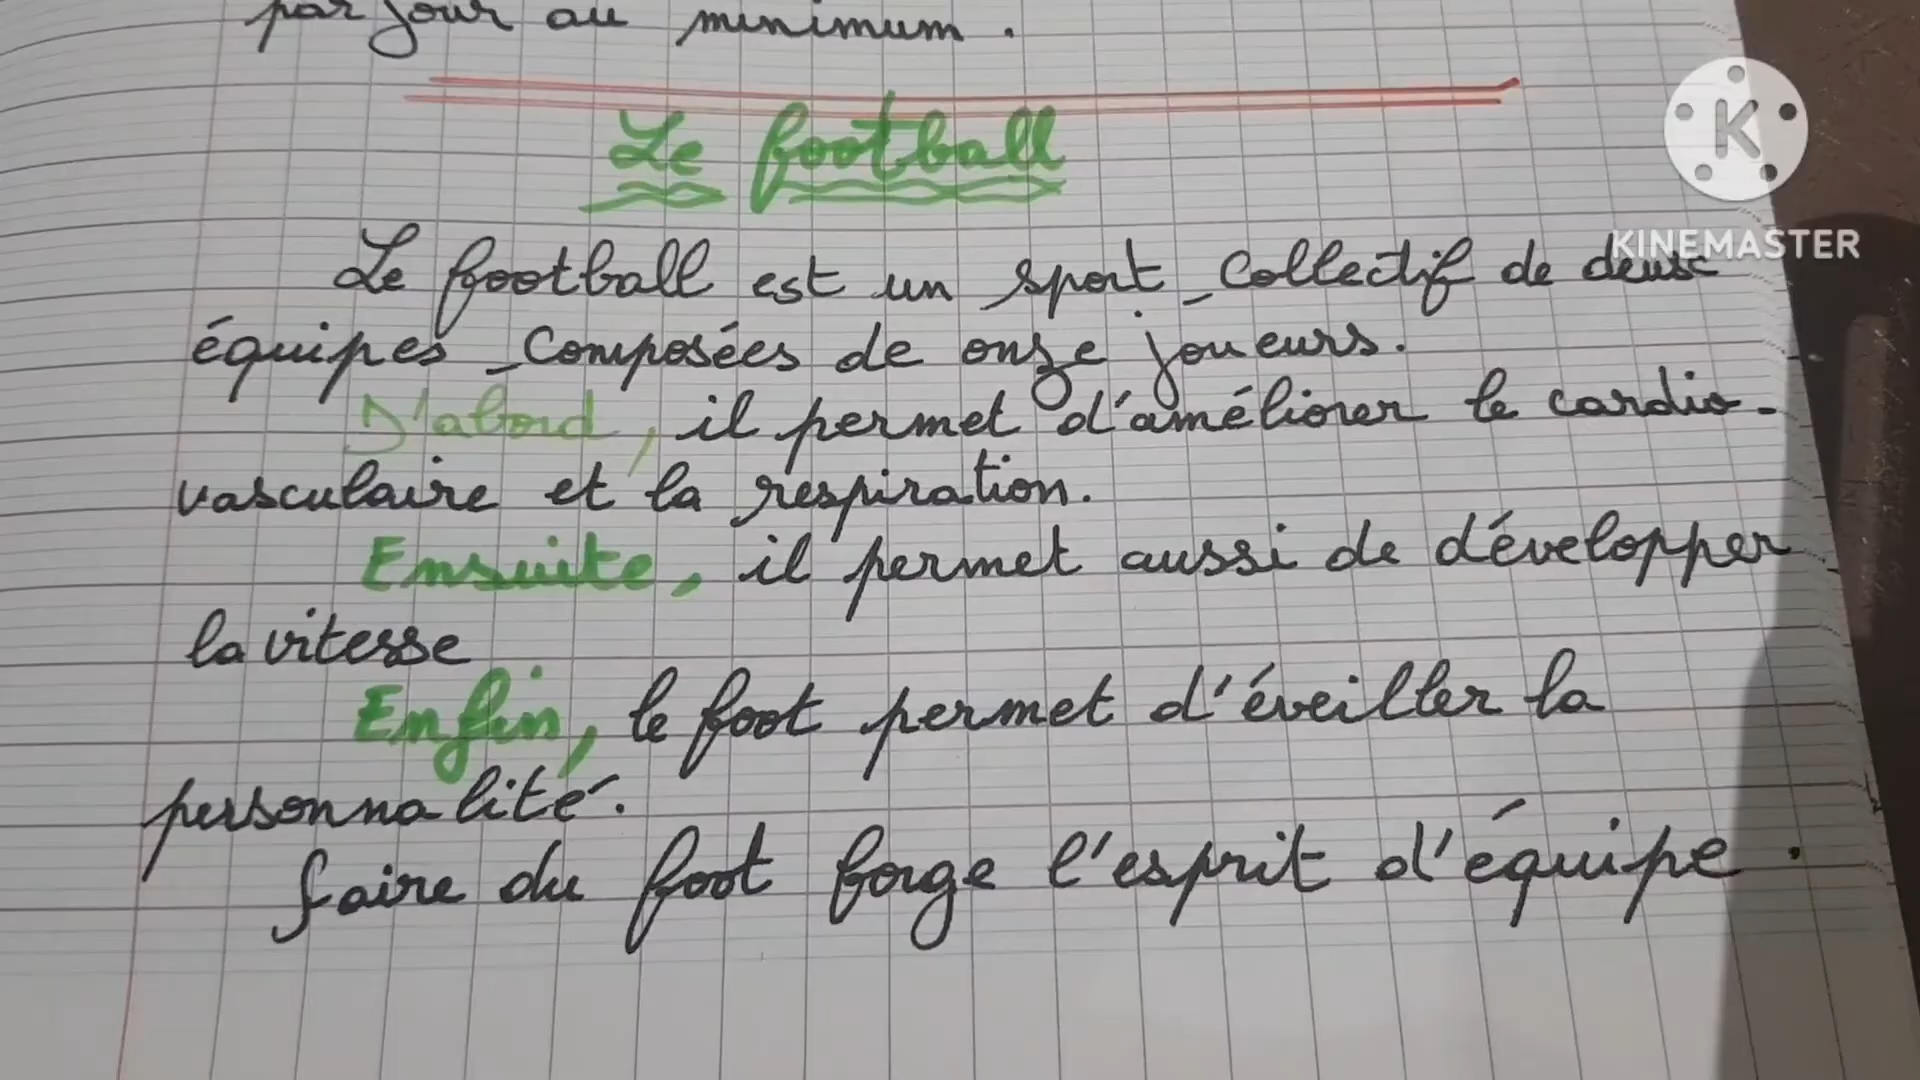 par jour au minimum.
Le football
KINEMASTER
Le football est un sport collectif de deux
équipes composées de onze joueurs.
D'abord, il permet d'améliorer le cardio-
vasculaire et la respiration.
Ensuite, il permet aussi de développer
la vitesse
Enfin, le foot permet d'éveiller la
personnalité.
faire du foot forge l'esprit d'équipe.